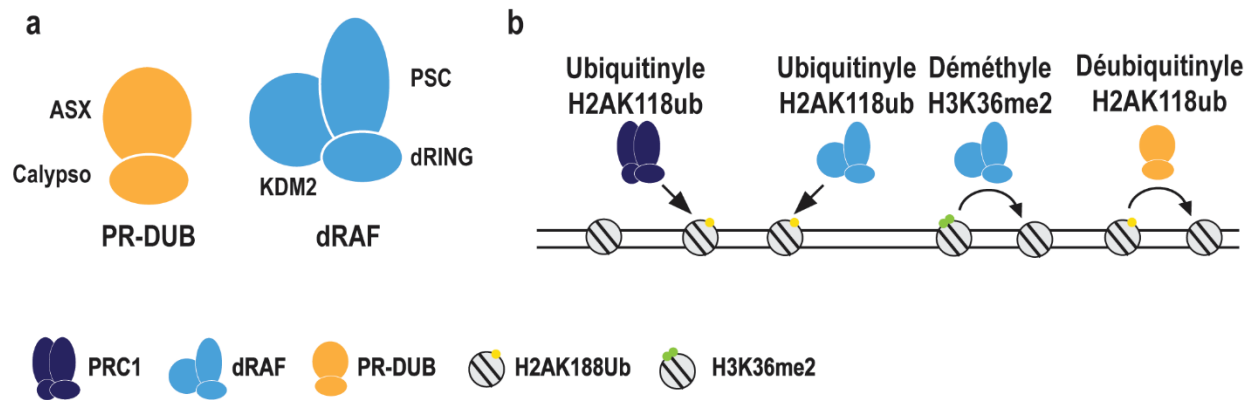 a
ASX
Calypso
PR-DUB
PSC
dRING
KDM2
dRAF
b
Ubiquitinyle
H2AK118ub
Ubiquitinyle
H2AK118ub
Déméthyle
H3K36me2
Déubiquitinyle
H2AK118ub
PRC1
dRAF
PR-DUB
H2AK188Ub
H3K36me2